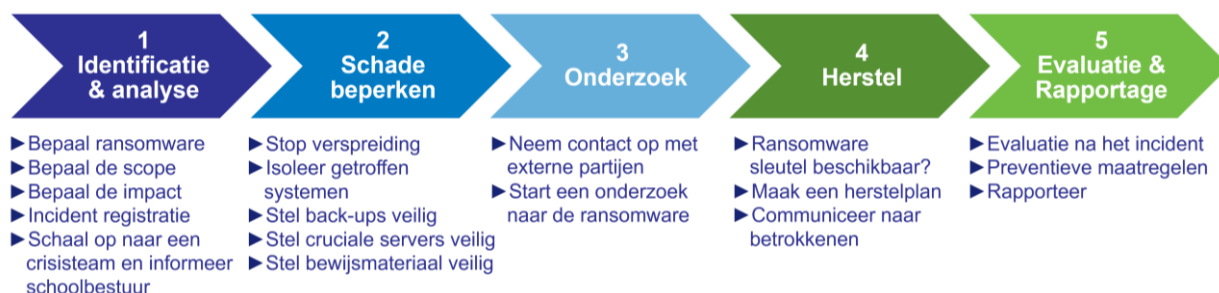 1
Identificatie
& analyse
2
Schade
beperken
3
Onderzoek
4
Herstel
5
Evaluatie &
Rapportage
►Bepaal ransomware
►Bepaal de scope
►Bepaal de impact
►Incident registratie
►Schaal op naar een
crisisteam en informeer
schoolbestuur
►Stop verspreiding
►Isoleer getroffen
systemen
►Stel back-ups veilig
►Stel cruciale servers veilig
►Stel bewijsmateriaal veilig
►Neem contact op met
externe partijen
►Start een onderzoek
naar de ransomware
►Ransomware
sleutel beschikbaar?
►Maak een herstelplan
►Communiceer naar
betrokkenen
►Evaluatie na het incident
►Preventieve maatregelen
►Rapporteer